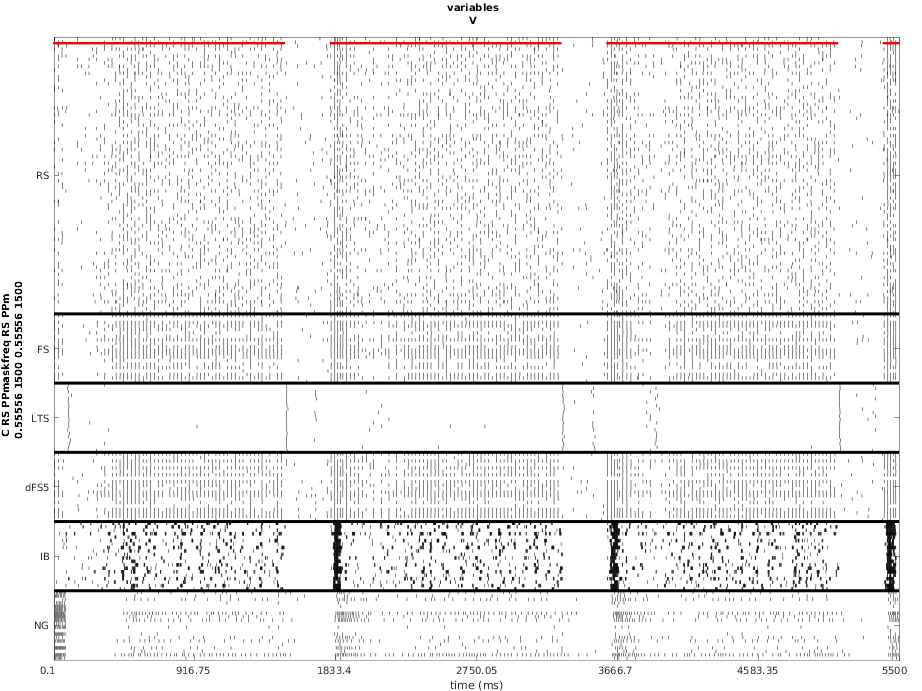 variables
V
C RS PPmaskfreq RS PPm
0.55556 1500 0.55556 1500
RS
FS
LTS
dFS5
IB
NG
0.1 916.75 1833.4 2750.05 3666.7 4583.35 5500
time (ms)